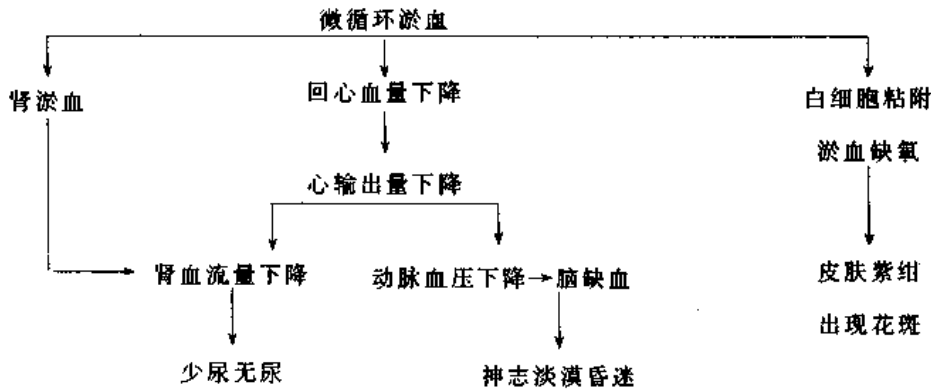 微循环淤血
肾淤血
回心血量下降
白细胞粘附
淤血缺氧
心输出量下降
肾血流量下降
动脉血压下降→脑缺血
皮肤紫绀
出现花斑
少尿无尿
神志淡漠昏迷